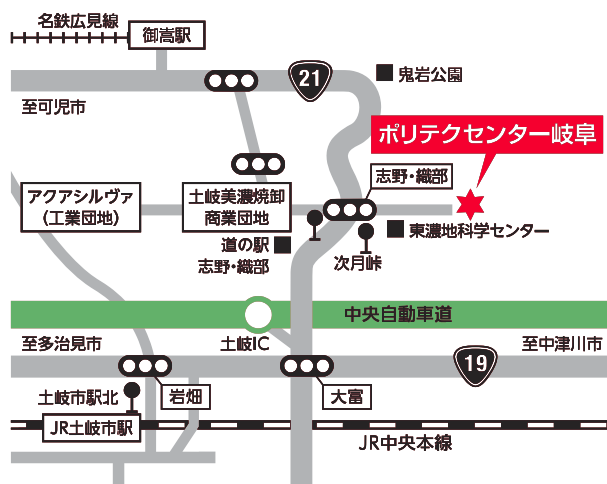 名鉄広見線
御嵩駅
21
鬼岩公園
至可児市
ポリテクセンター岐阜
志野・織部
アクアシルヴァ
（工業団地）
土岐美濃焼卸
商業団地
道の駅
志野・織部
次月峠
東濃地科学センター
中央自動車道
至多治見市
土岐IC
至中津川市
19
土岐市駅北
岩畑
大富
JR土岐市駅
JR中央本線